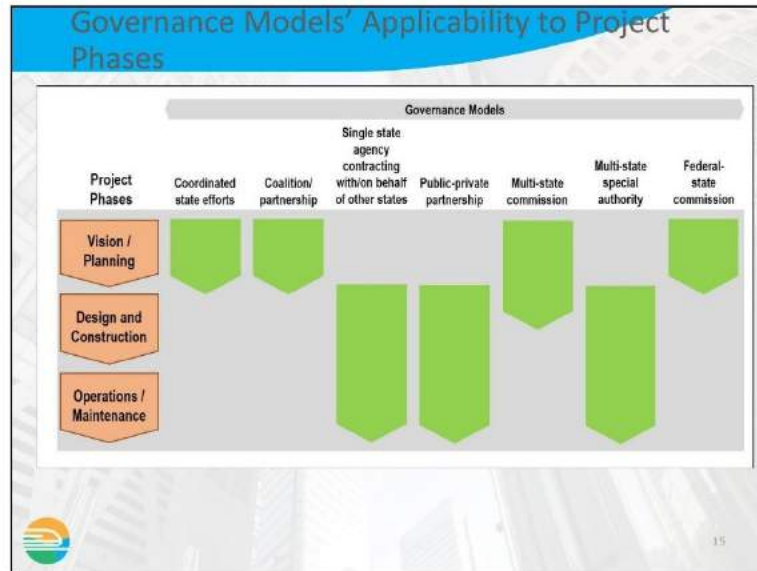 Governance Models' Applicability to Project
Phases
Governance Models
Project
Phases
Coordinated
state efforts
Coalition/
partnership
Single state
agency
contracting
with/on behalf
of other states
Public-private
partnership
Multi-state
commission
Multi-state
special
authority
Federal-
state
commission
Vision /
Planning
Design and
Construction
Operations /
Maintenance
15